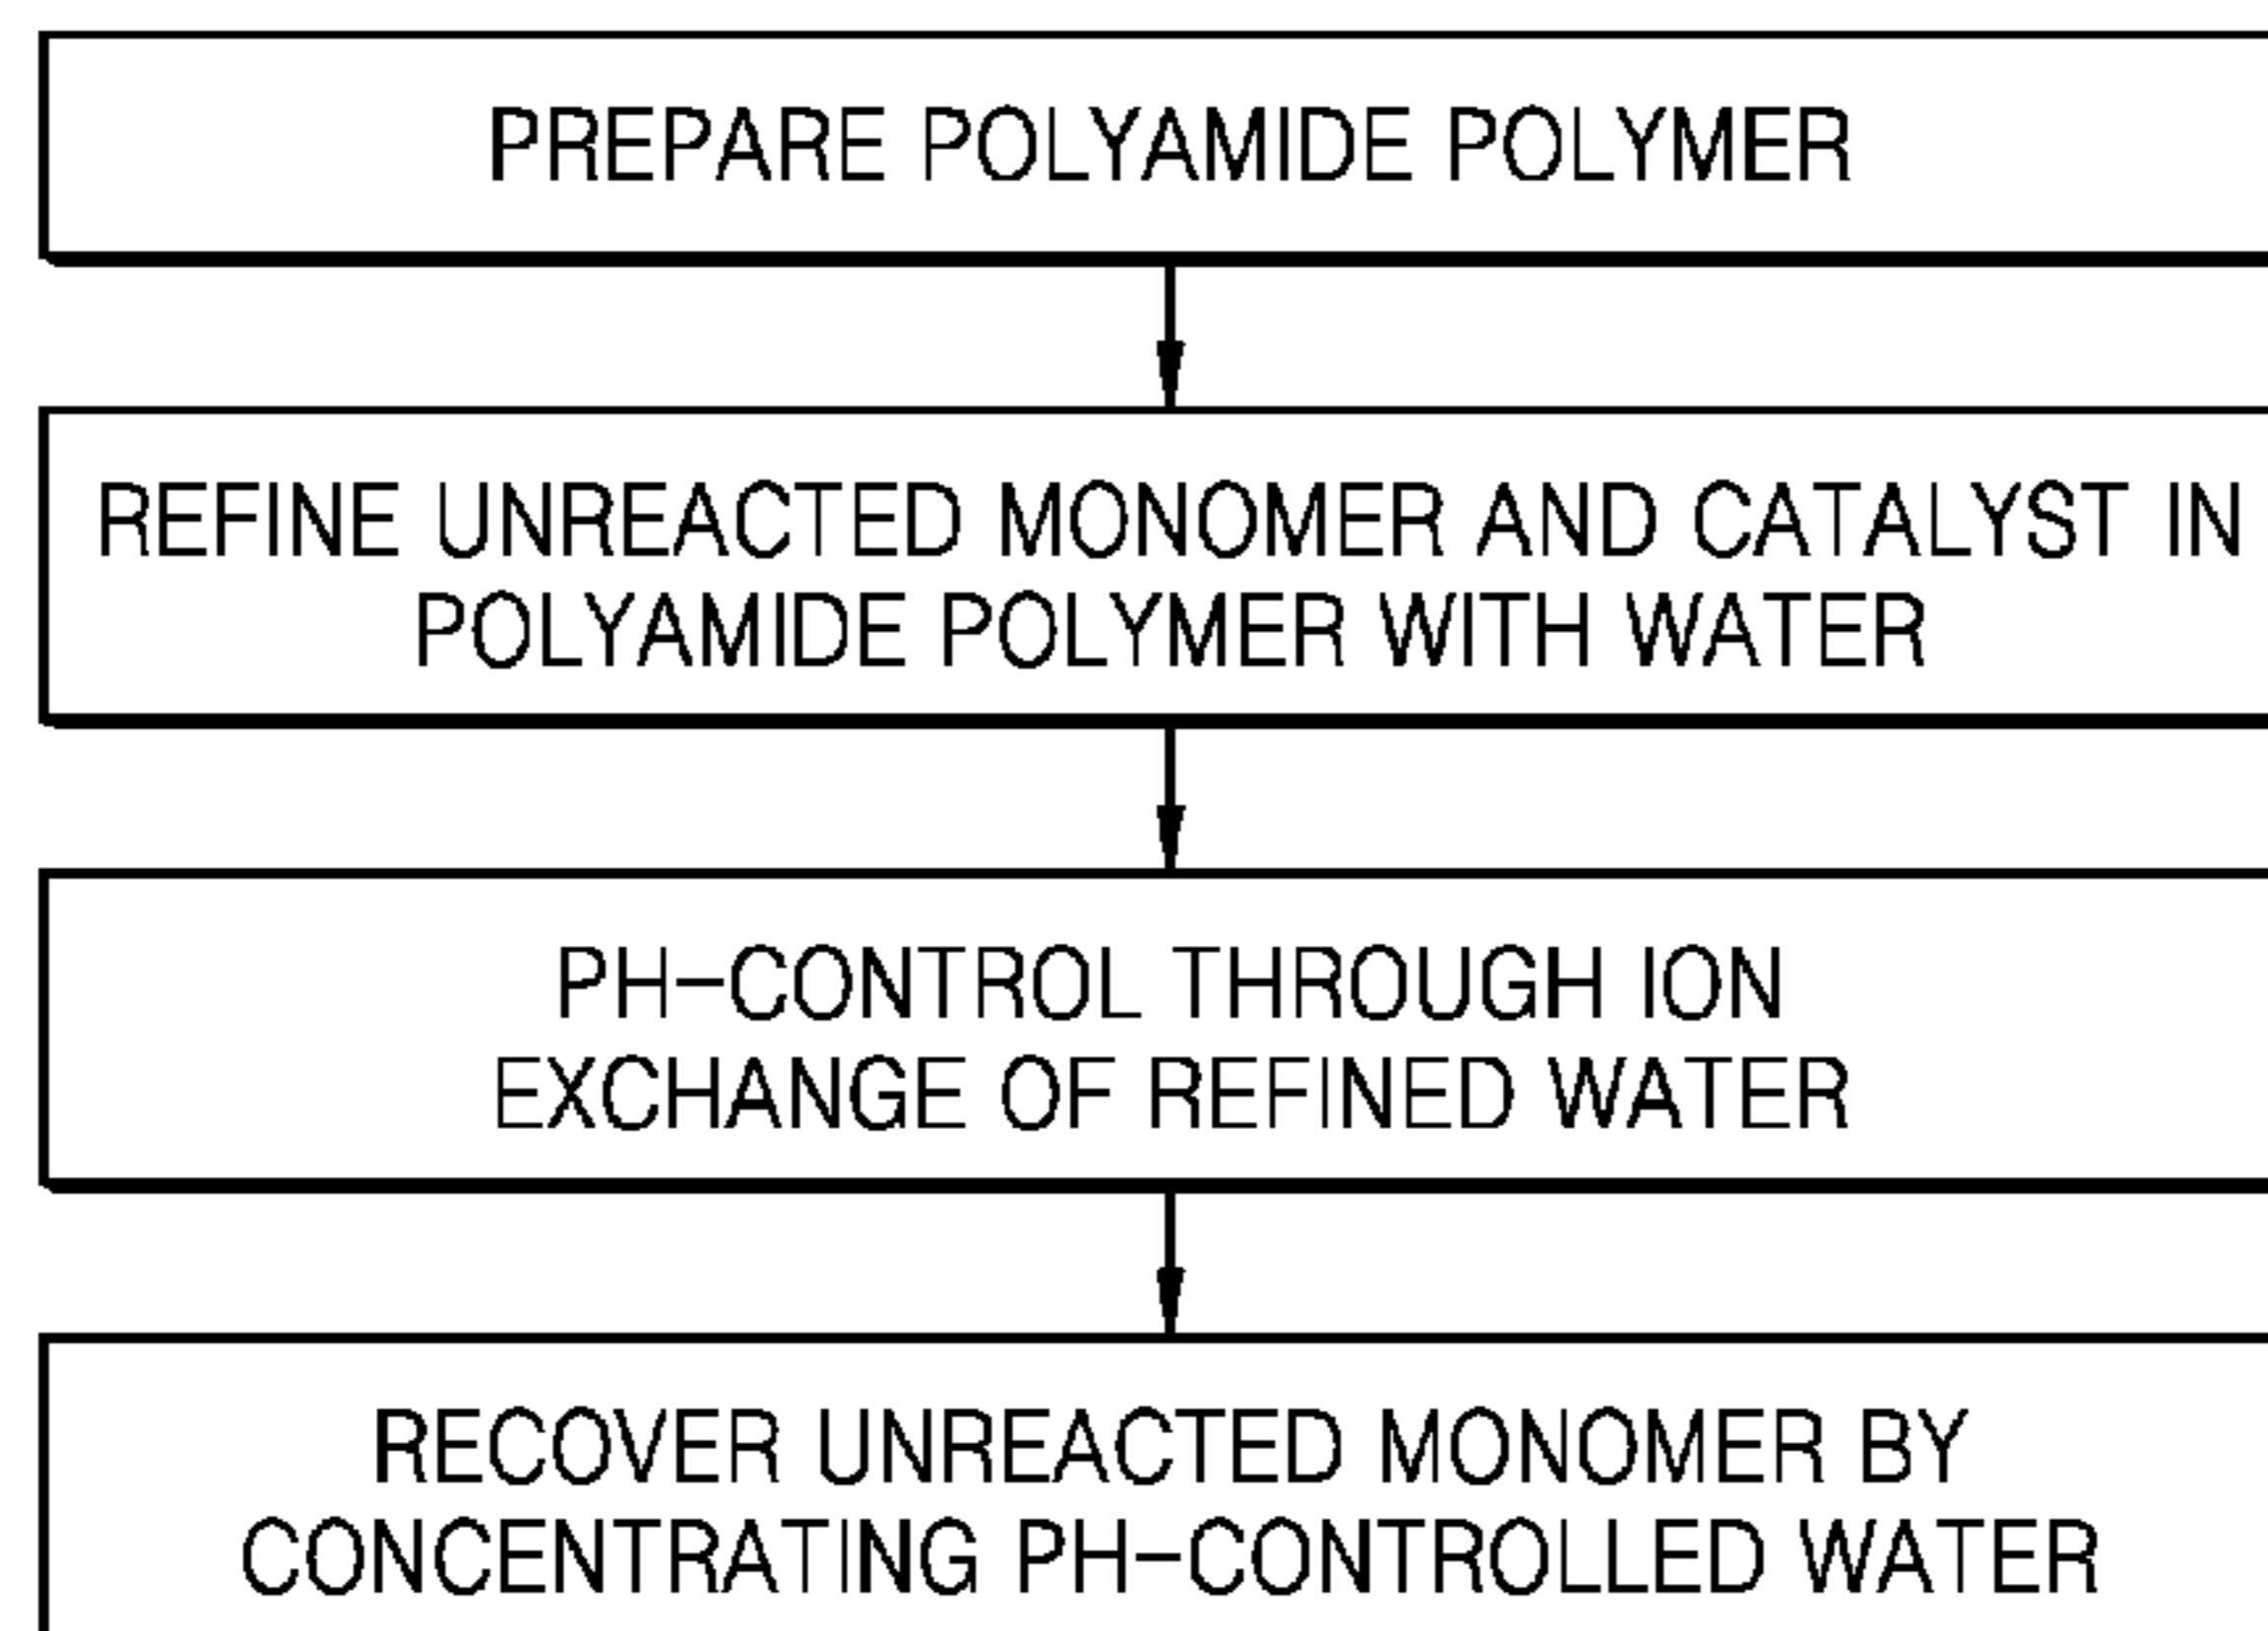 PREPARE POLYAMIDE POLYMER
REFINE UNREACTED MONOMER AND CATALYST IN
POLYAMIDE POLYMER WITH WATER
PH-CONTROL THROUGH ION
EXCHANGE OF REFINED WATER
RECOVER UNREACTED MONOMER BY
CONCENTRATING PH-CONTROLLED WATER